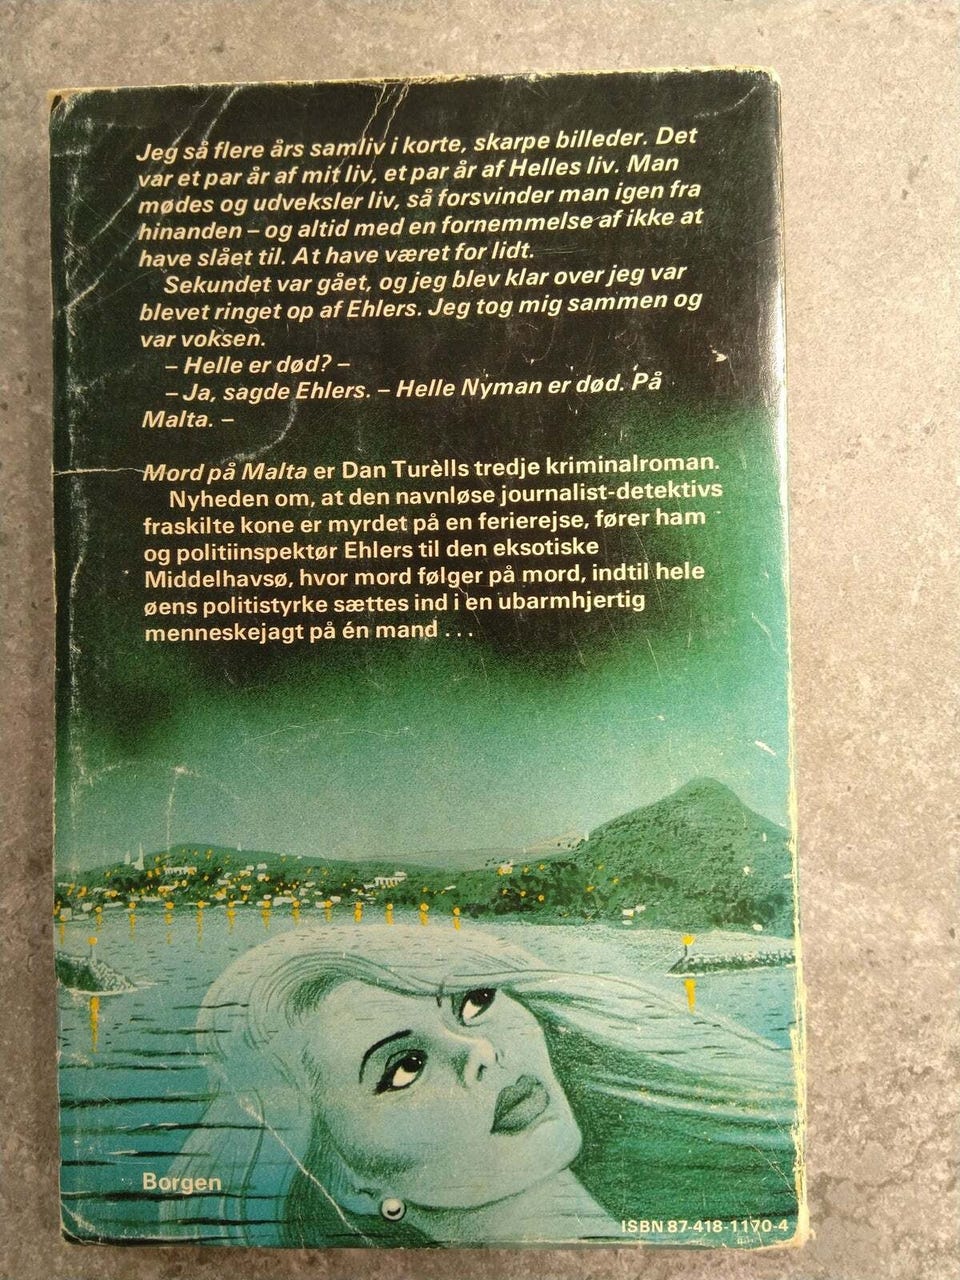 Jeg så flere års samliv i korte, skarpe billeder. Det
var et par år af mit liv, et par år af Helles liv. Man
mødes og udveksler liv, så forsvinder man igen fra
hinanden – og altid med en fornemmelse af ikke at
have slået til. At have været for lidt.
Sekundet var gået, og jeg blev klar over jeg var
blevet ringet op af Ehlers. Jeg tog mig sammen og
var voksen.
– Helle er død? –
– Ja, sagde Ehlers. – Helle Nyman er død. På
Malta. –
Mord på Malta er Dan Turèlls tredje kriminalroman.
Nyheden om, at den navnløse journalist-detektivs
fraskilte kone er myrdet på en ferierejse, fører ham
og politiinspektør Ehlers til den eksotiske
Middelhavsø, hvor mord følger på mord, indtil hele
øens politistyrke sættes ind i en ubarmhjertig
menneskejagt på én mand . . .
Borgen
ISBN 87-418-1170-4